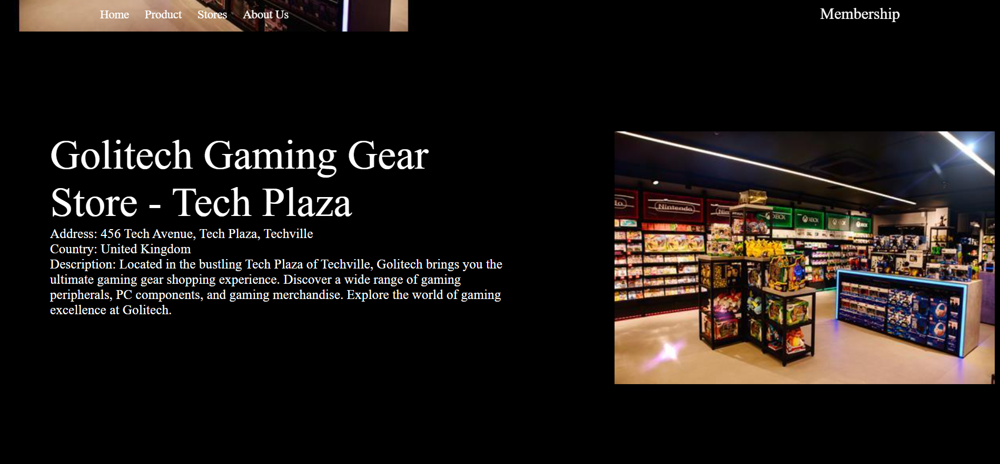 Home Product Stores About Us Membership
Golitech Gaming Gear
Store - Tech Plaza
Address: 456 Tech Avenue, Tech Plaza, Techville
Country: United Kingdom
Description: Located in the bustling Tech Plaza of Techville, Golitech brings you the
ultimate gaming gear shopping experience. Discover a wide range of gaming
peripherals, PC components, and gaming merchandise. Explore the world of gaming
excellence at Golitech.
Nintendo
XBOX
XBOX
XBOX